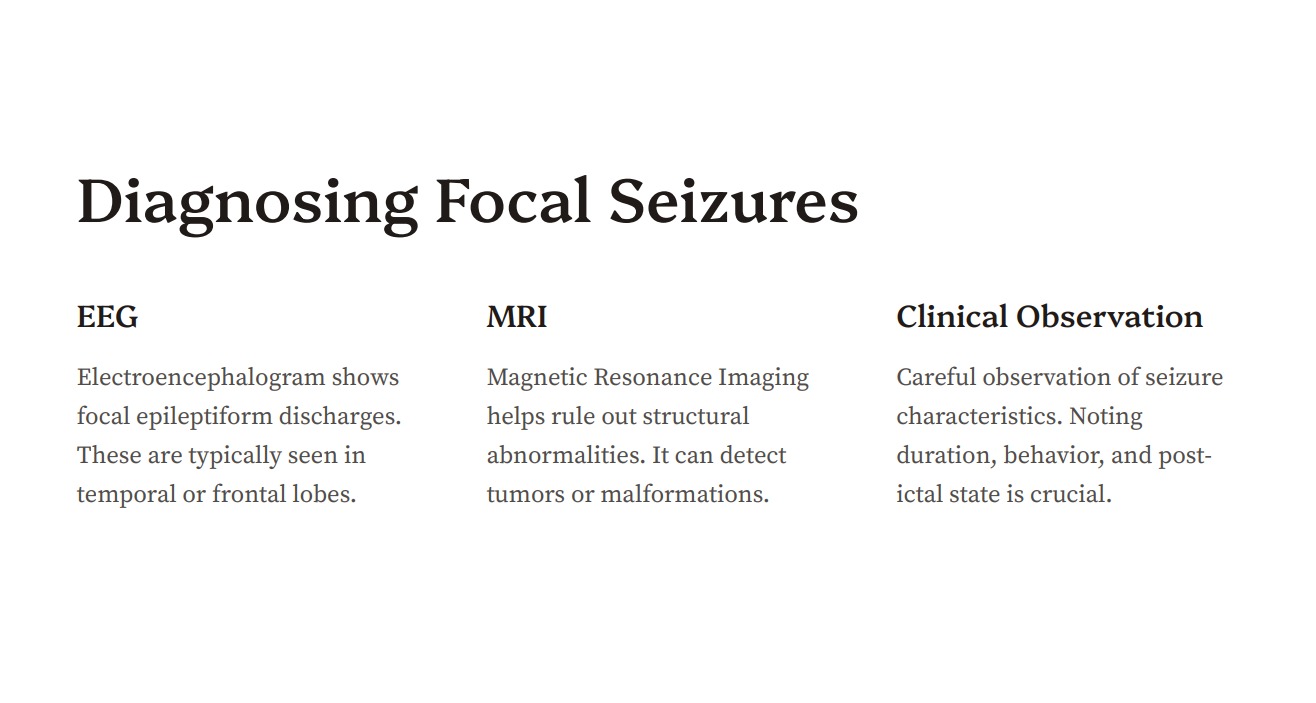 Diagnosing Focal Seizures
EEG
Electroencephalogram shows
focal epileptiform discharges.
These are typically seen in
temporal or frontal lobes.
MRI
Magnetic Resonance Imaging
helps rule out structural
abnormalities. It can detect
tumors or malformations.
Clinical Observation
Careful observation of seizure
characteristics. Noting
duration, behavior, and post-
ictal state is crucial.